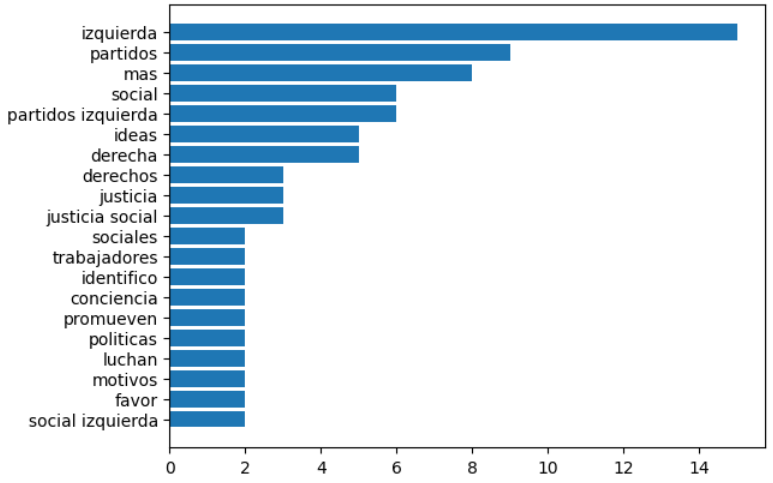 izquierda
partidos
mas
social
partidos izquierda
ideas
derecha
derechos
justicia
justicia social
sociales
trabajadores
identifico
conciencia
promueven
politicas
luchan
motivos
favor
social izquierda
0 2 4 6 8 10 12 14